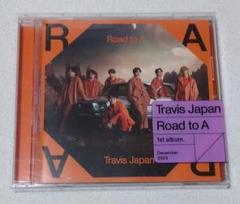 R
A
Road to A
Travis Japan
A
R
Travis Japan
Road to A
1st album.
December
2023